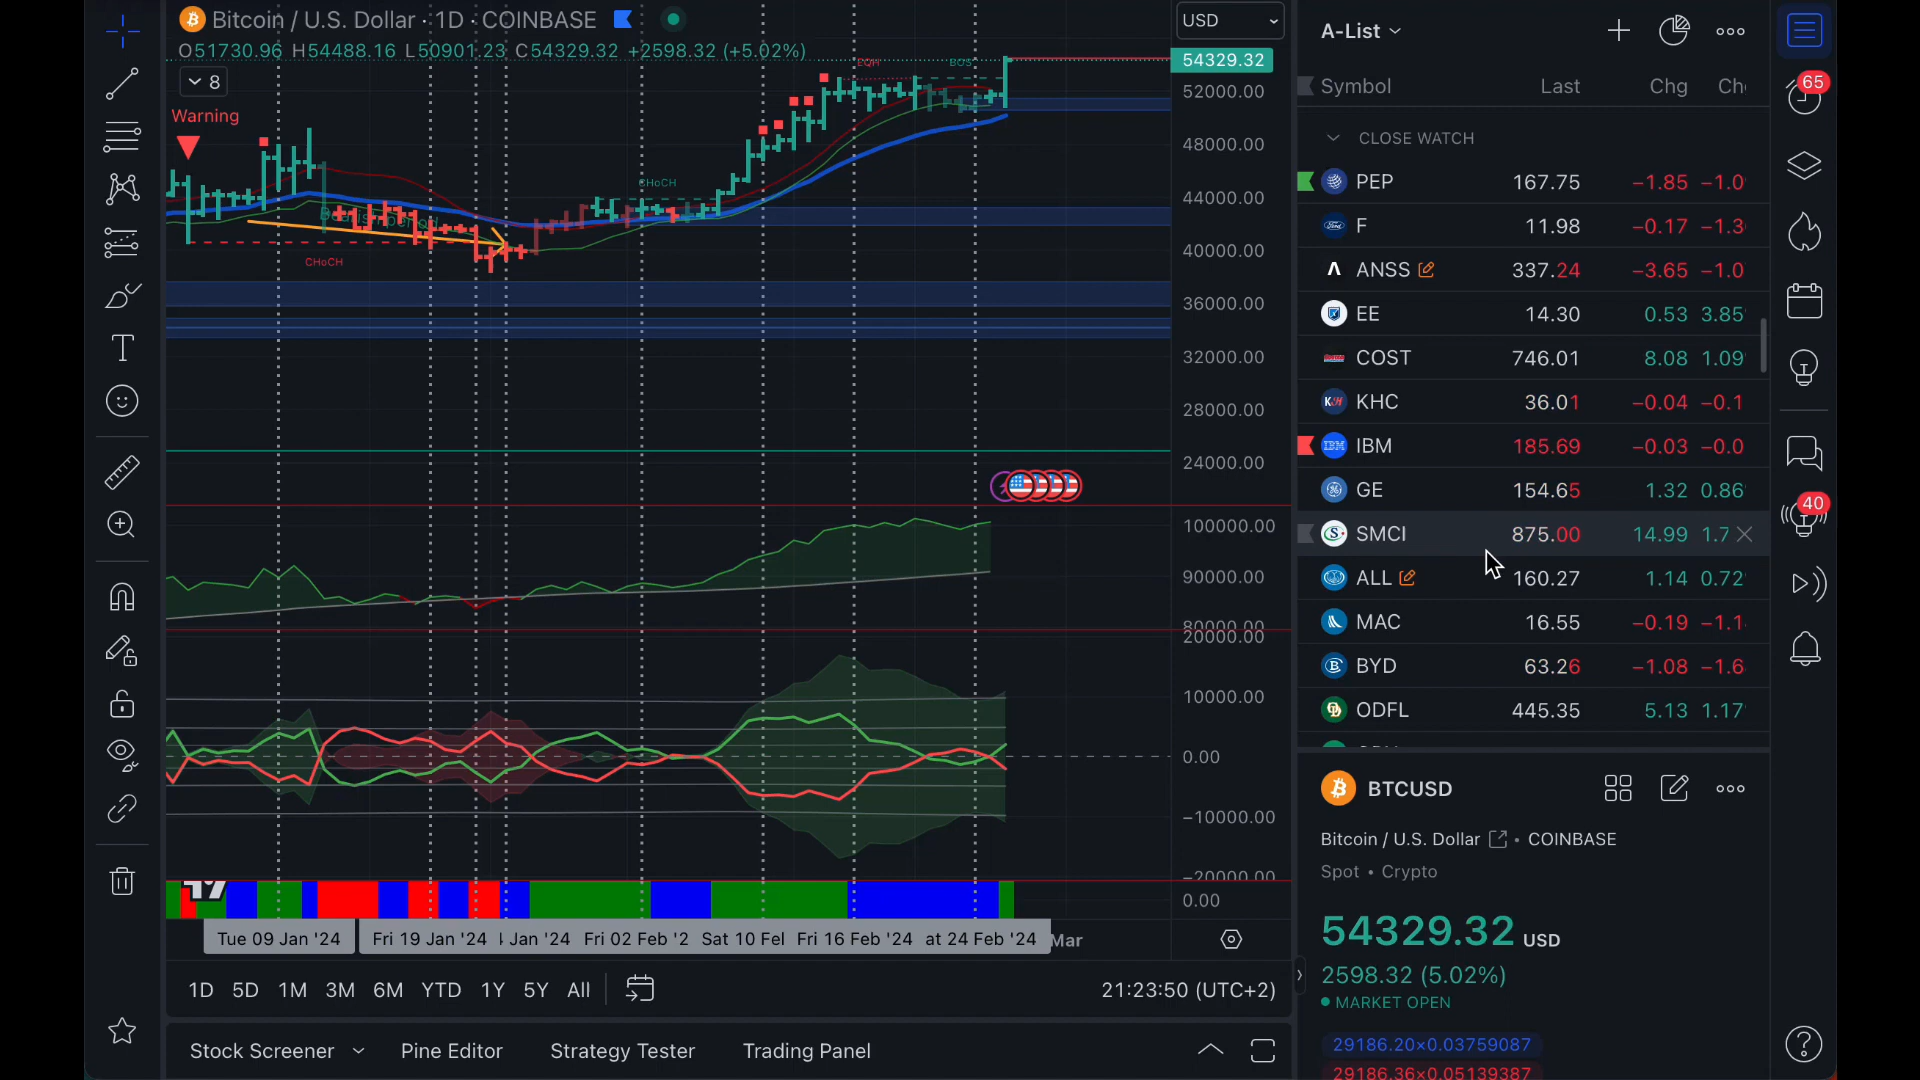 Bitcoin / U.S. Dollar · 1D · COINBASE
O51730.96 H54488.16 L50901.23 C54329.32 +2598.32 (+5.02%)
8
Warning
EQH
BOS
CHoCH
CHoCH
USD
54329.32
52000.00
48000.00
44000.00
40000.00
36000.00
32000.00
28000.00
24000.00
100000.00
90000.00
80000.00
20000.00
10000.00
0.00
−10000.00
−20000.00
0.00
Tue 09 Jan '24
Fri 19 Jan '24
Jan '24
Fri 02 Feb '2
Sat 10 Fel
Fri 16 Feb '24
at 24 Feb '24
Mar
1D 5D 1M 3M 6M YTD 1Y 5Y All
21:23:50 (UTC+2)
Stock Screener
Pine Editor
Strategy Tester
Trading Panel
A-List
Symbol Last Chg Ch
CLOSE WATCH
PEP 167.75 −1.85 −1.0
F 11.98 −0.17 −1.3
ANSS 337.24 −3.65 −1.0
EE 14.30 0.53 3.85
COST 746.01 8.08 1.09
KHC 36.01 −0.04 −0.1
IBM 185.69 −0.03 −0.0
GE 154.65 1.32 0.86
SMCI 875.00 14.99 1.7
ALL 160.27 1.14 0.72
MAC 16.55 −0.19 −1.1
BYD 63.26 −1.08 −1.6
ODFL 445.35 5.13 1.17
BTCUSD
Bitcoin / U.S. Dollar • COINBASE
Spot • Crypto
54329.32 USD
2598.32 (5.02%)
MARKET OPEN
29186.20×0.03759087
29186.36×0.05139387
65
40